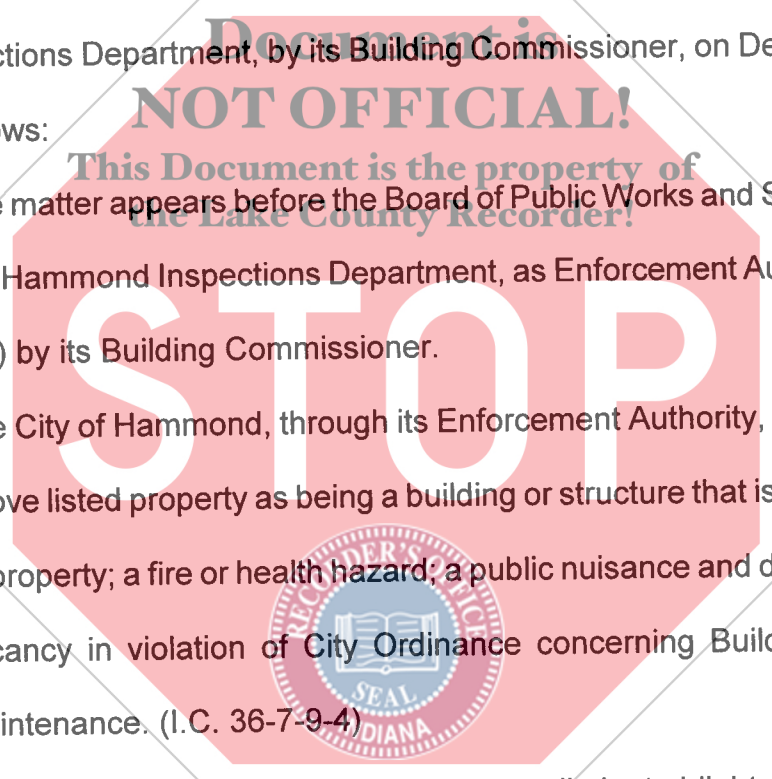 Document is
ctions Department, by its Building Commissioner, on De
NOT OFFICIAL!
ows:
This Document is the property of
e matter appears before the Board of Public Works and S
the Lake County Recorder!
Hammond Inspections Department, as Enforcement Au
) by its Building Commissioner.
STOP
e City of Hammond, through its Enforcement Authority,
ove listed property as being a building or structure that is
property; a fire or health hazard; a public nuisance and d
cancy in violation of City Ordinance concerning Build
intenance. (I.C. 36-7-9-4)
RECORDER'S OFFICE
SEAL
INDIANA